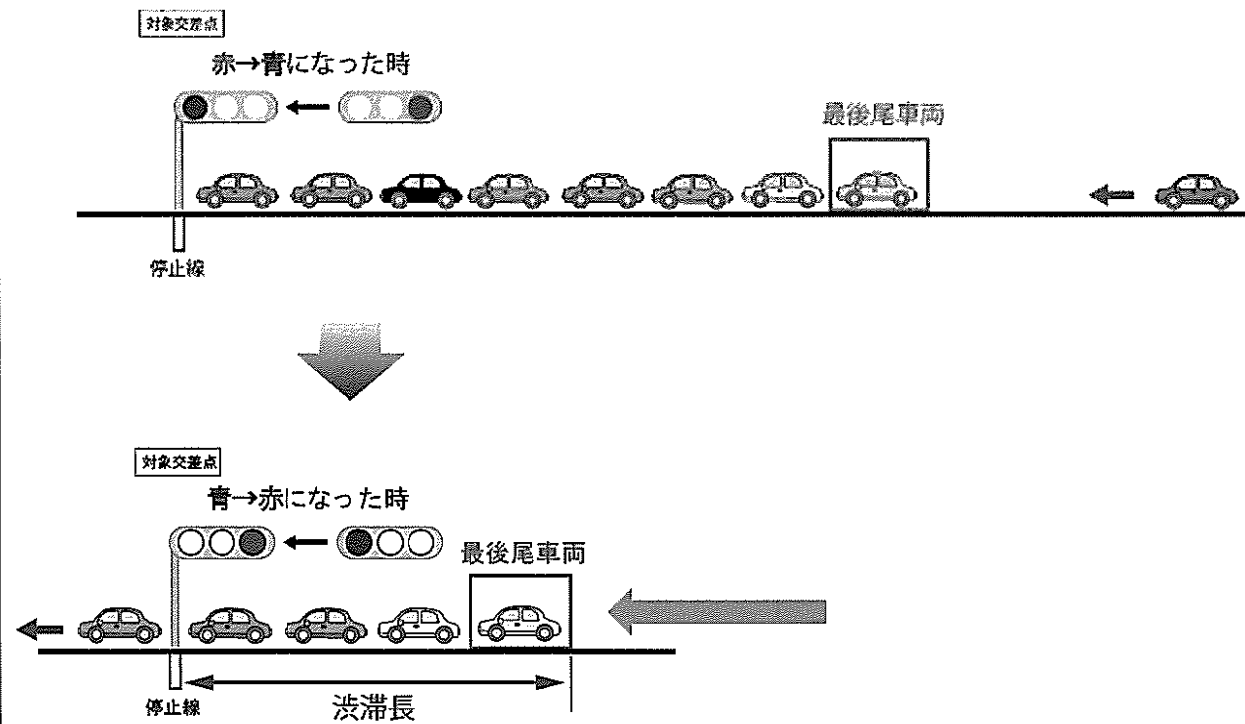 対象交差点
赤→青になった時
最後尾車両
停止線
対象交差点
青→赤になった時
最後尾車両
停止線
渋滞長